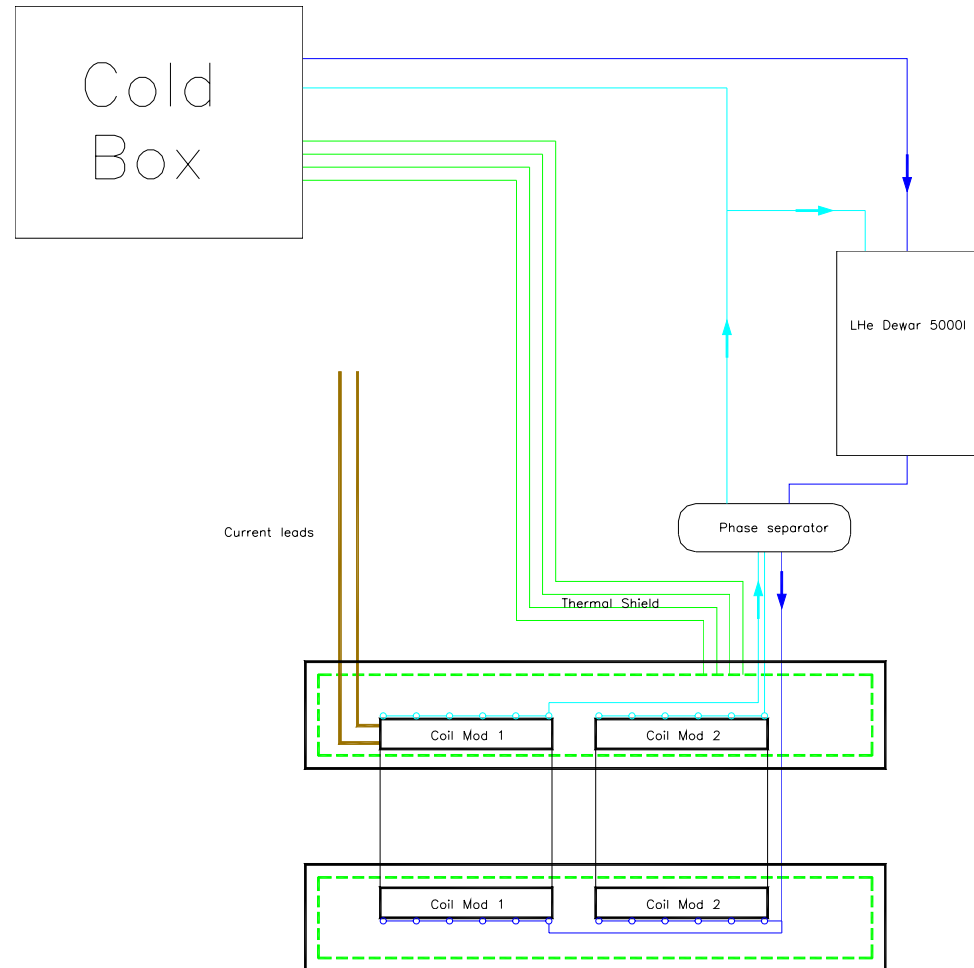 Cold
Box
LHe Dewar 5000l
Phase separator
Current leads
Thermal Shield
Coil Mod 1
Coil Mod 2
Coil Mod 1
Coil Mod 2